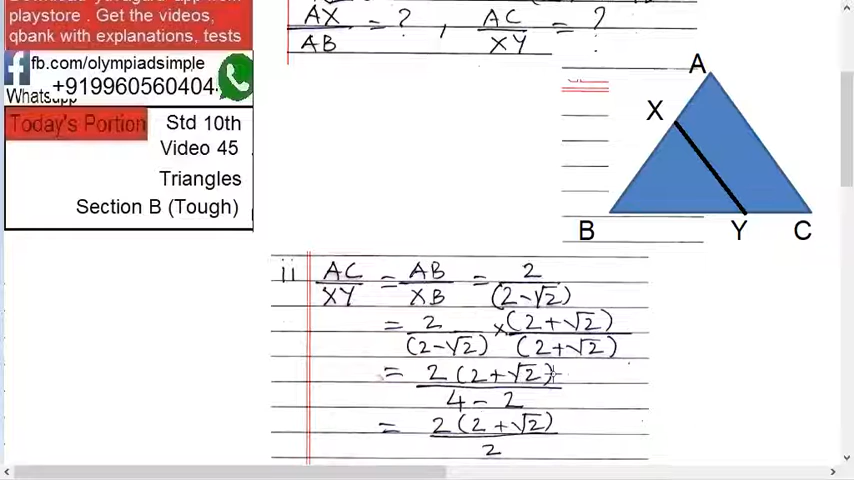 playstore . Get the videos,
qbank with explanations, tests
fb.com/olympiadsimple
Whatsapp +919960560404
Today's Portion
Std 10th
Video 45
Triangles
Section B (Tough)
AX/AB = ? , AC/XY = ?
A
X
B
Y
C
ii AC/XY = AB/XB = 2/(2-√2)
= 2/(2-√2) × (2+√2)/(2+√2)
= 2(2+√2)/4-2
= 2(2+√2)/2